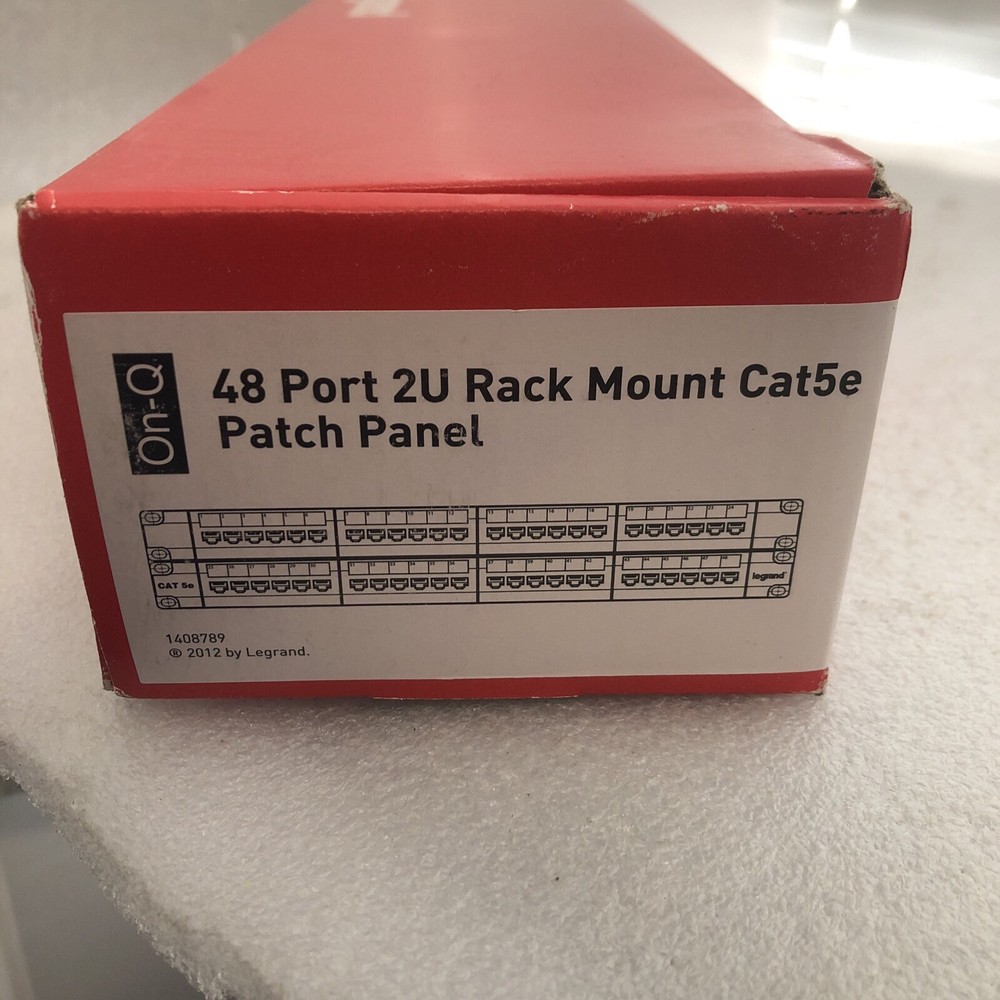 On-Q
48 Port 2U Rack Mount Cat5e
Patch Panel
CAT 5e
legrand
1408789
® 2012 by Legrand.